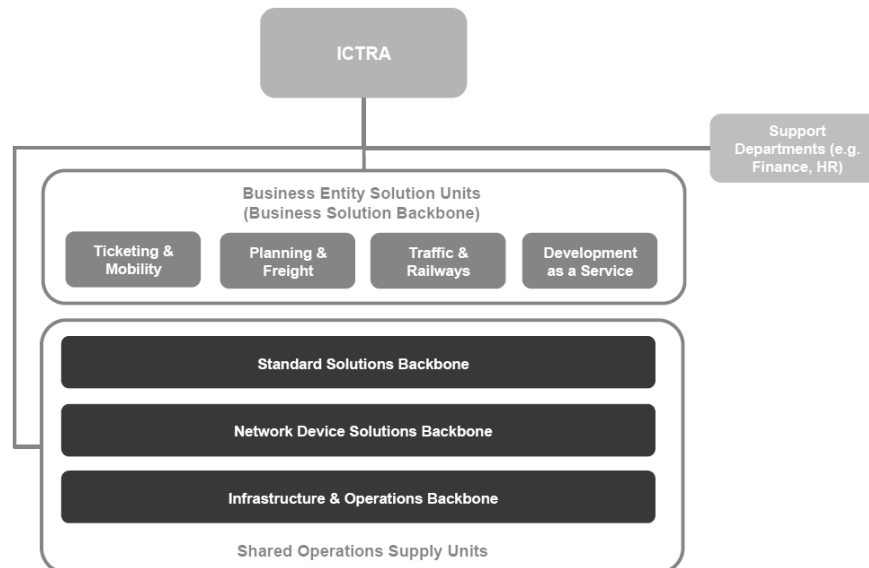 ICTRA
Support
Departments (e.g.
Finance, HR)
Business Entity Solution Units
(Business Solution Backbone)
Ticketing &
Mobility
Planning &
Freight
Traffic &
Railways
Development
as a Service
Standard Solutions Backbone
Network Device Solutions Backbone
Infrastructure & Operations Backbone
Shared Operations Supply Units